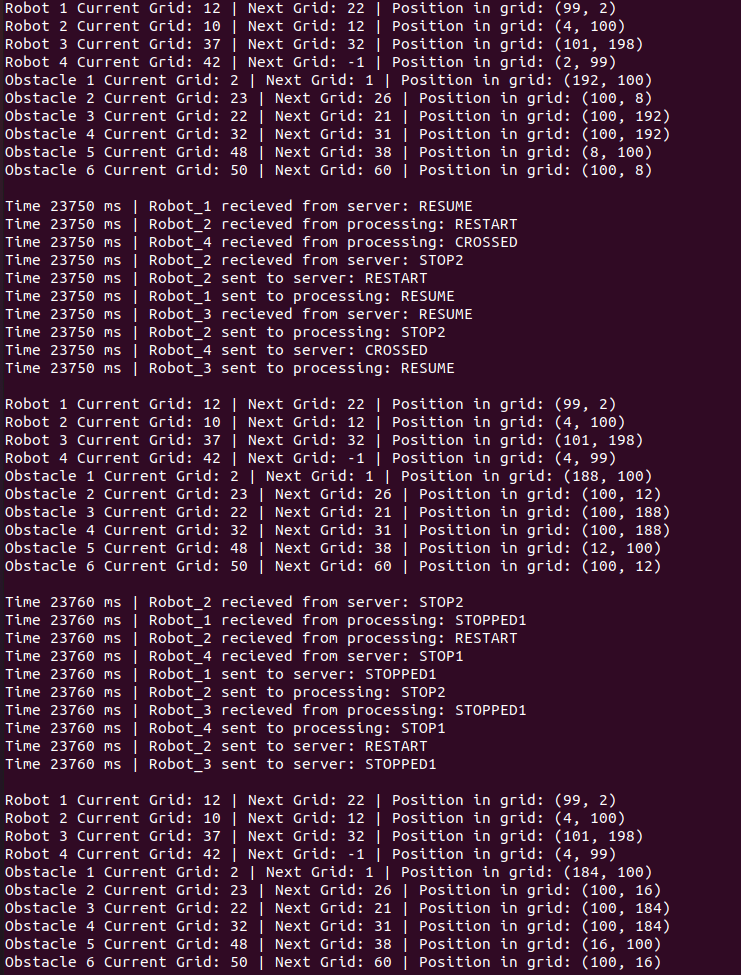 Robot 1 Current Grid: 12 | Next Grid: 22 | Position in grid: (99, 2)
Robot 2 Current Grid: 10 | Next Grid: 12 | Position in grid: (4, 100)
Robot 3 Current Grid: 37 | Next Grid: 32 | Position in grid: (101, 198)
Robot 4 Current Grid: 42 | Next Grid: -1 | Position in grid: (2, 99)
Obstacle 1 Current Grid: 2 | Next Grid: 1 | Position in grid: (192, 100)
Obstacle 2 Current Grid: 23 | Next Grid: 26 | Position in grid: (100, 8)
Obstacle 3 Current Grid: 22 | Next Grid: 21 | Position in grid: (100, 192)
Obstacle 4 Current Grid: 32 | Next Grid: 31 | Position in grid: (100, 192)
Obstacle 5 Current Grid: 48 | Next Grid: 38 | Position in grid: (8, 100)
Obstacle 6 Current Grid: 50 | Next Grid: 60 | Position in grid: (100, 8)

Time 23750 ms | Robot_1 recieved from server: RESUME
Time 23750 ms | Robot_2 recieved from processing: RESTART
Time 23750 ms | Robot_4 recieved from processing: CROSSED
Time 23750 ms | Robot_2 recieved from server: STOP2
Time 23750 ms | Robot_2 sent to server: RESTART
Time 23750 ms | Robot_1 sent to processing: RESUME
Time 23750 ms | Robot_3 recieved from server: RESUME
Time 23750 ms | Robot_2 sent to processing: STOP2
Time 23750 ms | Robot_4 sent to server: CROSSED
Time 23750 ms | Robot_3 sent to processing: RESUME

Robot 1 Current Grid: 12 | Next Grid: 22 | Position in grid: (99, 2)
Robot 2 Current Grid: 10 | Next Grid: 12 | Position in grid: (4, 100)
Robot 3 Current Grid: 37 | Next Grid: 32 | Position in grid: (101, 198)
Robot 4 Current Grid: 42 | Next Grid: -1 | Position in grid: (4, 99)
Obstacle 1 Current Grid: 2 | Next Grid: 1 | Position in grid: (188, 100)
Obstacle 2 Current Grid: 23 | Next Grid: 26 | Position in grid: (100, 12)
Obstacle 3 Current Grid: 22 | Next Grid: 21 | Position in grid: (100, 188)
Obstacle 4 Current Grid: 32 | Next Grid: 31 | Position in grid: (100, 188)
Obstacle 5 Current Grid: 48 | Next Grid: 38 | Position in grid: (12, 100)
Obstacle 6 Current Grid: 50 | Next Grid: 60 | Position in grid: (100, 12)

Time 23760 ms | Robot_2 recieved from server: STOP2
Time 23760 ms | Robot_1 recieved from processing: STOPPED1
Time 23760 ms | Robot_2 recieved from processing: RESTART
Time 23760 ms | Robot_4 recieved from server: STOP1
Time 23760 ms | Robot_1 sent to server: STOPPED1
Time 23760 ms | Robot_2 sent to processing: STOP2
Time 23760 ms | Robot_3 recieved from processing: STOPPED1
Time 23760 ms | Robot_4 sent to processing: STOP1
Time 23760 ms | Robot_2 sent to server: RESTART
Time 23760 ms | Robot_3 sent to server: STOPPED1

Robot 1 Current Grid: 12 | Next Grid: 22 | Position in grid: (99, 2)
Robot 2 Current Grid: 10 | Next Grid: 12 | Position in grid: (4, 100)
Robot 3 Current Grid: 37 | Next Grid: 32 | Position in grid: (101, 198)
Robot 4 Current Grid: 42 | Next Grid: -1 | Position in grid: (4, 99)
Obstacle 1 Current Grid: 2 | Next Grid: 1 | Position in grid: (184, 100)
Obstacle 2 Current Grid: 23 | Next Grid: 26 | Position in grid: (100, 16)
Obstacle 3 Current Grid: 22 | Next Grid: 21 | Position in grid: (100, 184)
Obstacle 4 Current Grid: 32 | Next Grid: 31 | Position in grid: (100, 184)
Obstacle 5 Current Grid: 48 | Next Grid: 38 | Position in grid: (16, 100)
Obstacle 6 Current Grid: 50 | Next Grid: 60 | Position in grid: (100, 16)